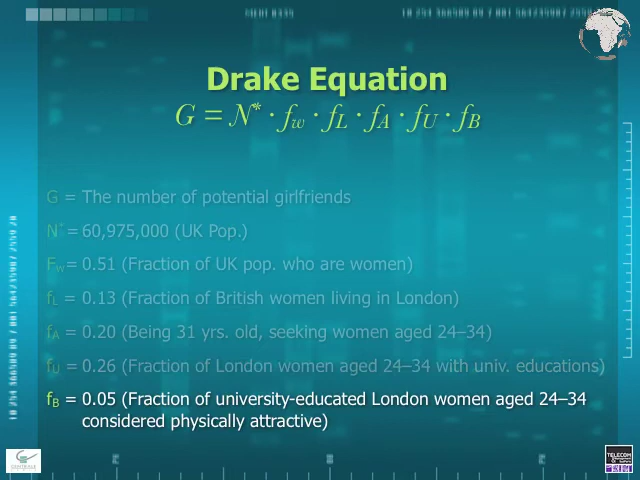 Drake Equation
G = N* · fw · fL · fA · fU · fB
G = The number of potential girlfriends
N* = 60,975,000 (UK Pop.)
Fw = 0.51 (Fraction of UK pop. who are women)
fL = 0.13 (Fraction of British women living in London)
fA = 0.20 (Being 31 yrs. old, seeking women aged 24–34)
fU = 0.26 (Fraction of London women aged 24–34 with univ. educations)
fB = 0.05 (Fraction of university-educated London women aged 24–34
considered physically attractive)
TELECOM